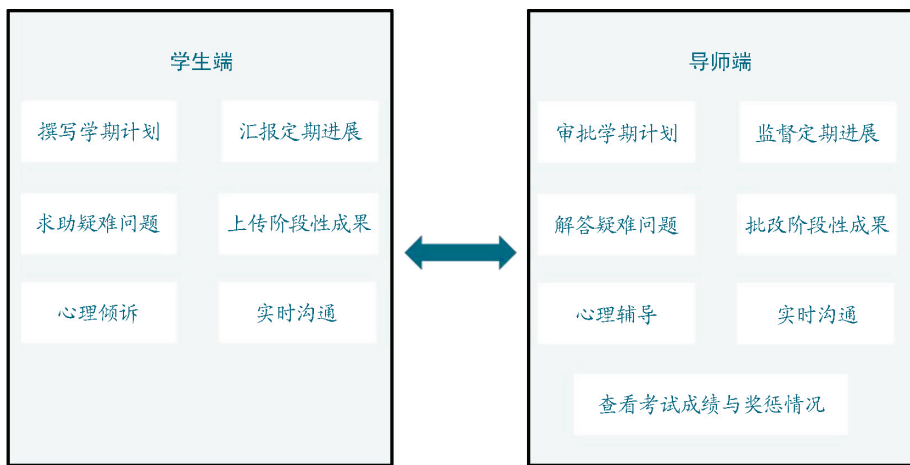 学生端
撰写学期计划
汇报定期进展
求助疑难问题
上传阶段性成果
心理倾诉
实时沟通
导师端
审批学期计划
监督定期进展
解答疑难问题
批改阶段性成果
心理辅导
实时沟通
查看考试成绩与奖惩情况